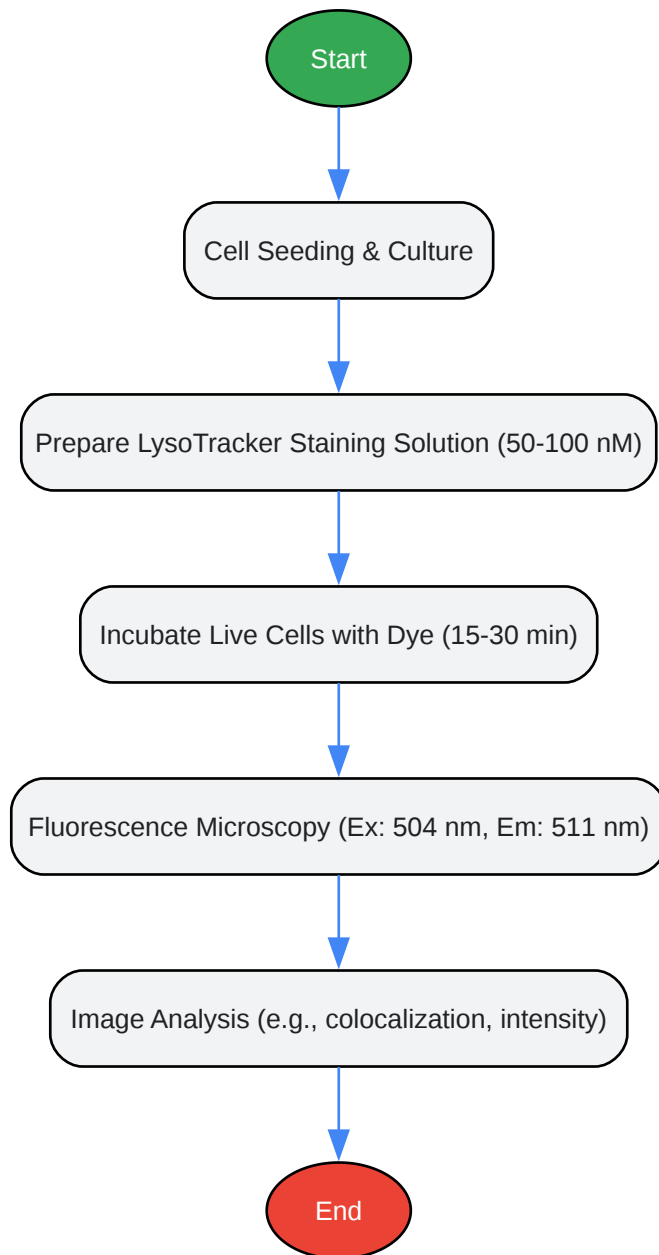 Start
Cell Seeding & Culture
Prepare LysoTracker Staining Solution (50-100 nM)
Incubate Live Cells with Dye (15-30 min)
Fluorescence Microscopy (Ex: 504 nm, Em: 511 nm)
Image Analysis (e.g., colocalization, intensity)
End